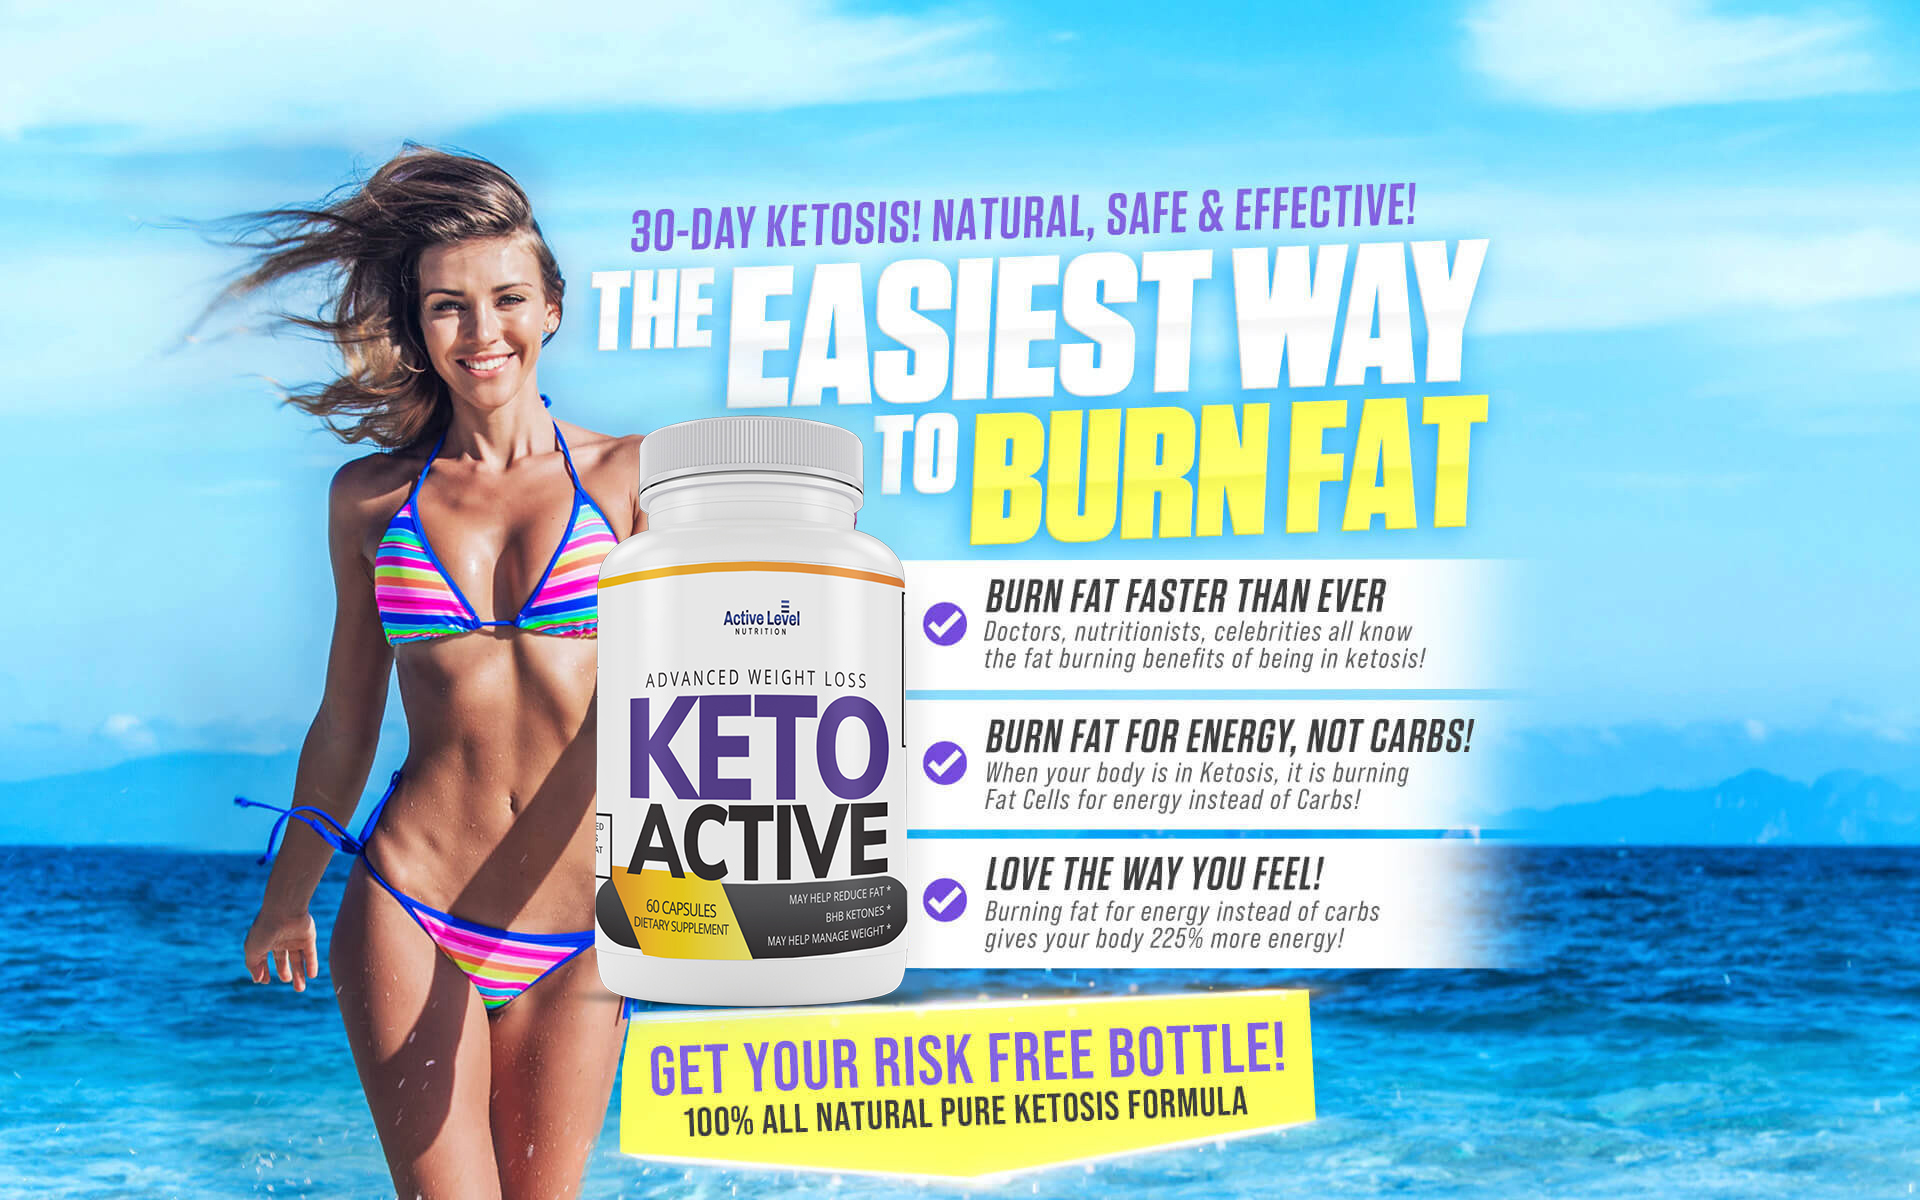 30-DAY KETOSIS! NATURAL, SAFE & EFFECTIVE!
THE EASIEST WAY
TO BURN FAT
BURN FAT FASTER THAN EVER
Doctors, nutritionists, celebrities all know
the fat burning benefits of being in ketosis!
BURN FAT FOR ENERGY, NOT CARBS!
When your body is in Ketosis, it is burning
Fat Cells for energy instead of Carbs!
LOVE THE WAY YOU FEEL!
Burning fat for energy instead of carbs
gives your body 225% more energy!
Active Level
NUTRITION
ADVANCED WEIGHT LOSS
KETO
ACTIVE
60 CAPSULES
DIETARY SUPPLEMENT
MAY HELP REDUCE FAT *
BHB KETONES *
MAY HELP MANAGE WEIGHT *
GET YOUR RISK FREE BOTTLE!
100% ALL NATURAL PURE KETOSIS FORMULA